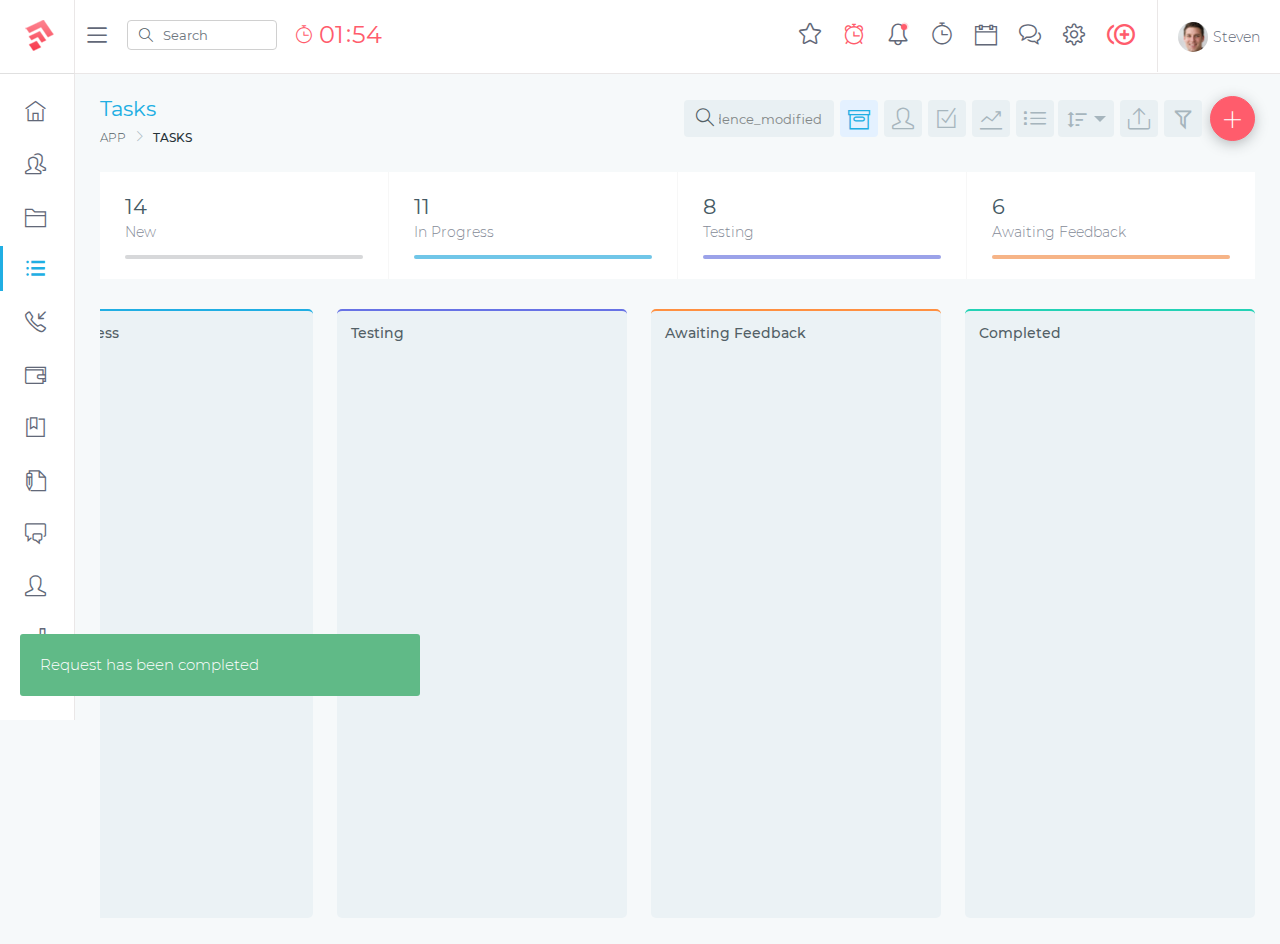 Search
01:54
Steven
Tasks
APP
TASKS
lence_modified
14
New
11
In Progress
8
Testing
6
Awaiting Feedback
ess
Testing
Awaiting Feedback
Completed
Request has been completed